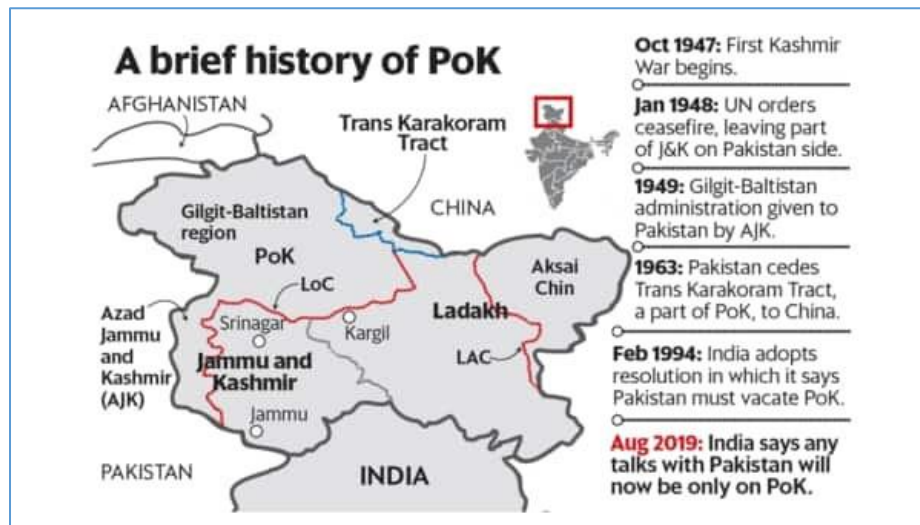 A brief history of PoK
AFGHANISTAN
Trans Karakoram
Tract
CHINA
Gilgit-Baltistan
region
PoK
Aksai
Chin
LoC
Azad
Jammu
and
Kashmir
(AJK)
Srinagar
Kargil
Ladakh
Jammu and
Kashmir
LAC
Jammu
PAKISTAN
INDIA
Oct 1947: First Kashmir
War begins.
Jan 1948: UN orders
ceasefire, leaving part
of J&K on Pakistan side.
1949: Gilgit-Baltistan
administration given to
Pakistan by AJK.
1963: Pakistan cedes
Trans Karakoram Tract,
a part of PoK, to China.
Feb 1994: India adopts
resolution in which it says
Pakistan must vacate PoK.
Aug 2019: India says any
talks with Pakistan will
now be only on PoK.